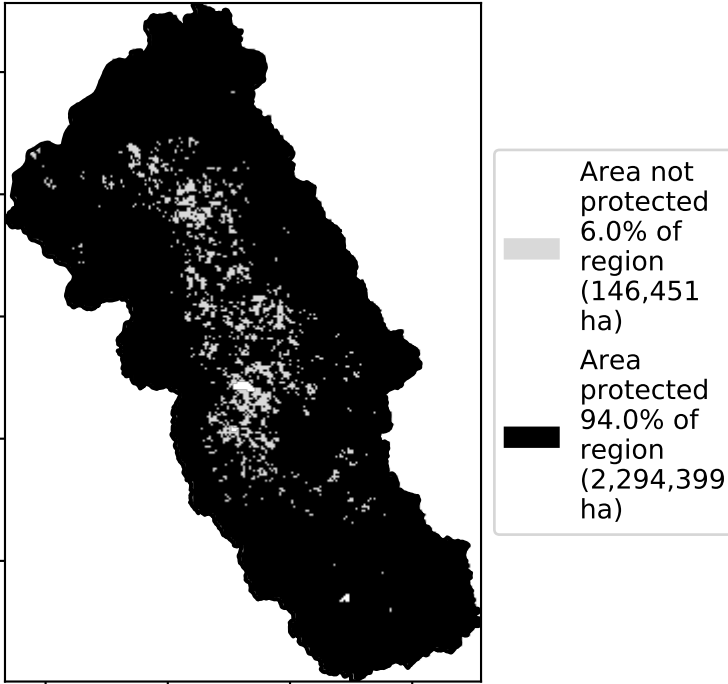 Area not
protected
6.0% of
region
(146,451
ha)
Area
protected
94.0% of
region
(2,294,399
ha)